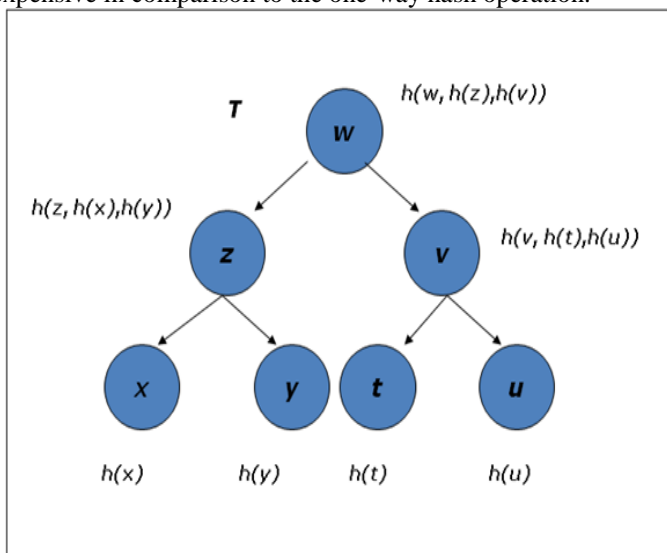 expensive in comparison to the one-way hash operation.
h(w, h(z),h(v))
T
w
h(z, h(x),h(y))
h(v, h(t),h(u))
z
v
x y t u
h(x) h(y) h(t) h(u)